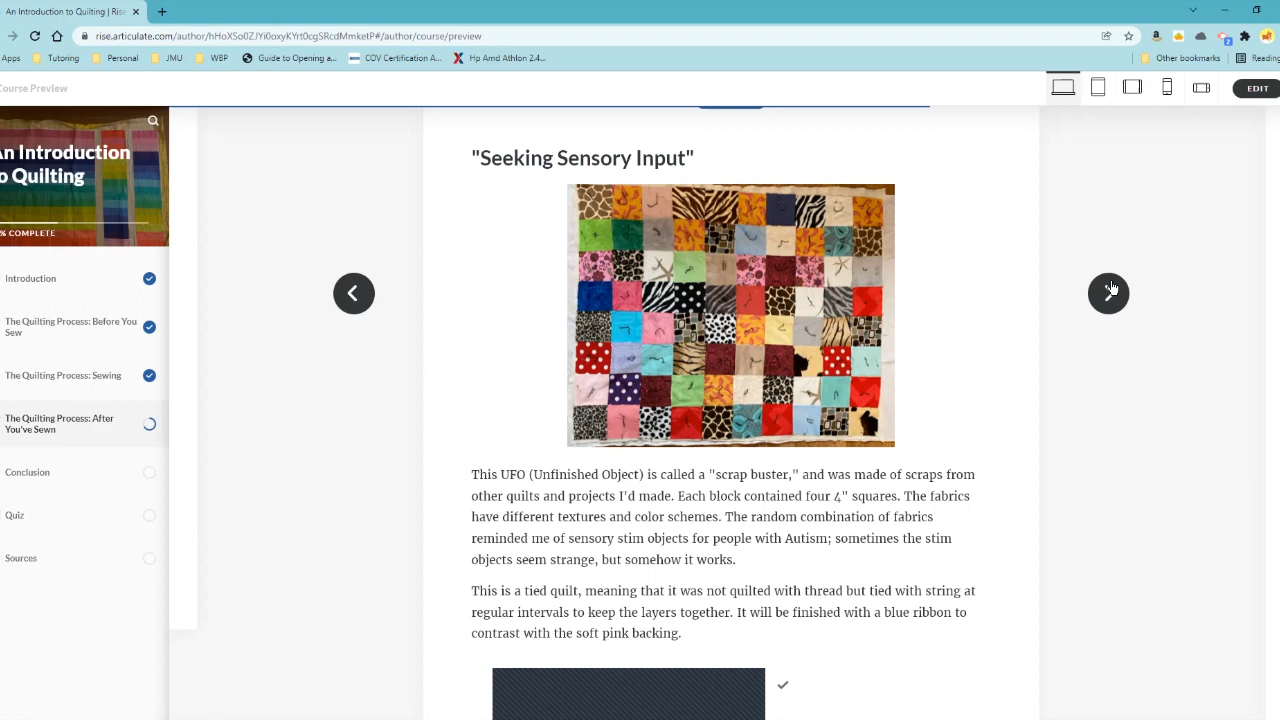 An Introduction to Quilting | Rise
rise.articulate.com/author/hHoXSo0ZJYi0oxyKYrt0cgSRcdMmketP#/author/course/preview
Apps
Tutoring
Personal
JMU
WBP
Guide to Opening a...
COV Certification A...
Hp Amd Athlon 2.4...
Other bookmarks
Reading
Course Preview
EDIT
An Introduction
to Quilting
% COMPLETE
Introduction
The Quilting Process: Before You
Sew
The Quilting Process: Sewing
The Quilting Process: After
You've Sewn
Conclusion
Quiz
Sources
"Seeking Sensory Input"
This UFO (Unfinished Object) is called a "scrap buster," and was made of scraps from
other quilts and projects I'd made. Each block contained four 4" squares. The fabrics
have different textures and color schemes. The random combination of fabrics
reminded me of sensory stim objects for people with Autism; sometimes the stim
objects seem strange, but somehow it works.
This is a tied quilt, meaning that it was not quilted with thread but tied with string at
regular intervals to keep the layers together. It will be finished with a blue ribbon to
contrast with the soft pink backing.